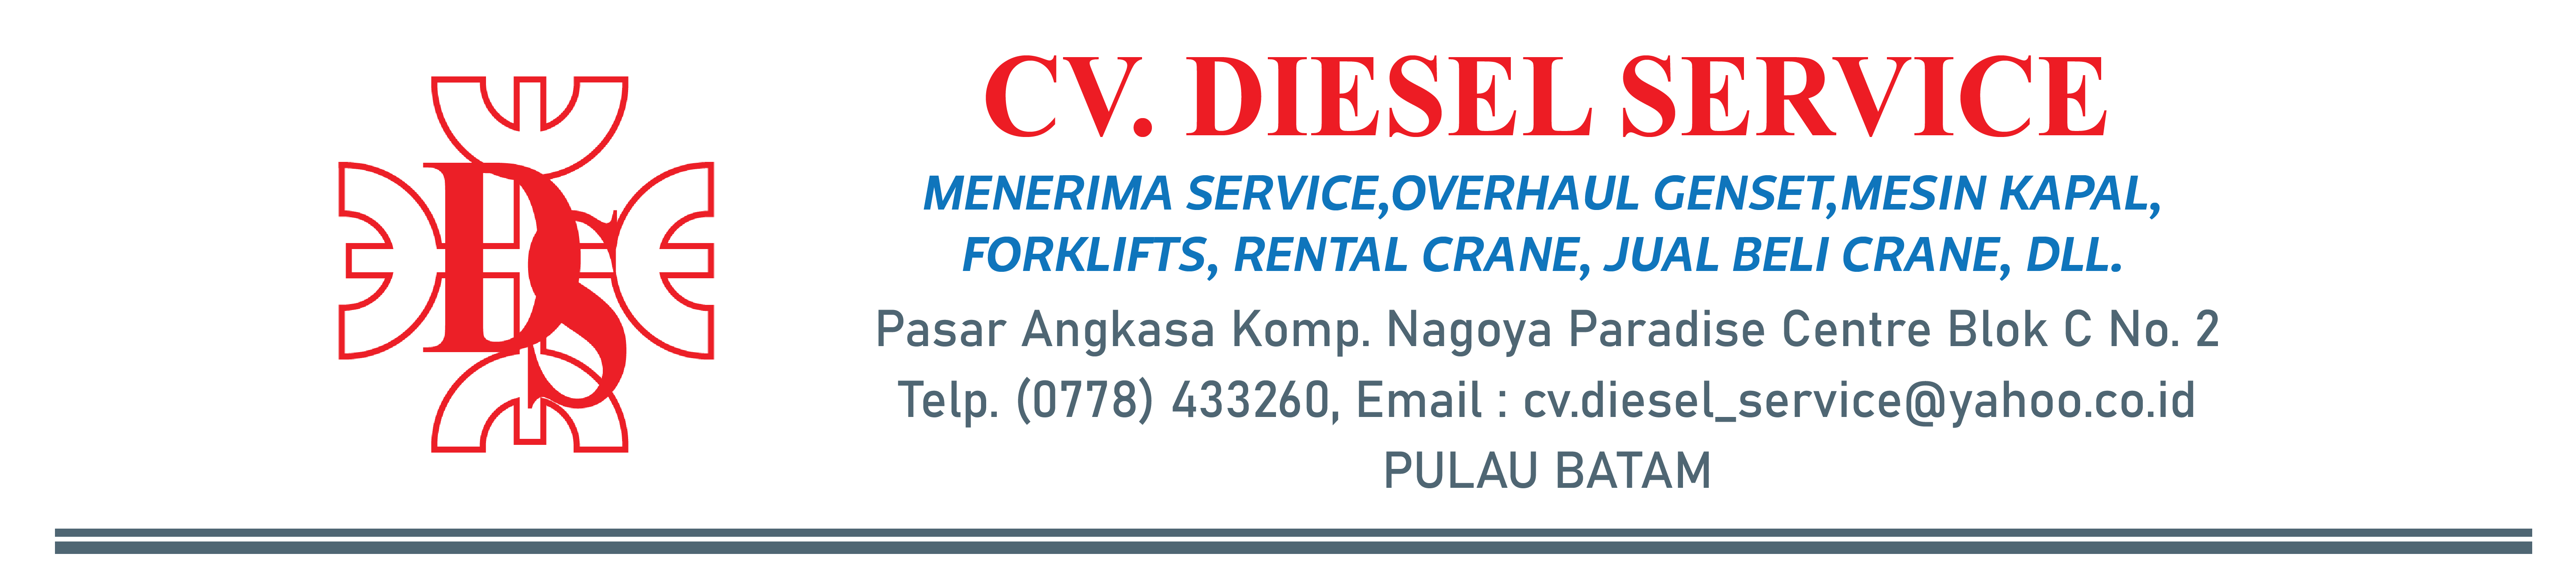 DS
CV. DIESEL SERVICE
MENERIMA SERVICE,OVERHAUL GENSET,MESIN KAPAL,
FORKLIFTS, RENTAL CRANE, JUAL BELI CRANE, DLL.
Pasar Angkasa Komp. Nagoya Paradise Centre Blok C No. 2
Telp. (0778) 433260, Email : cv.diesel_service@yahoo.co.id
PULAU BATAM